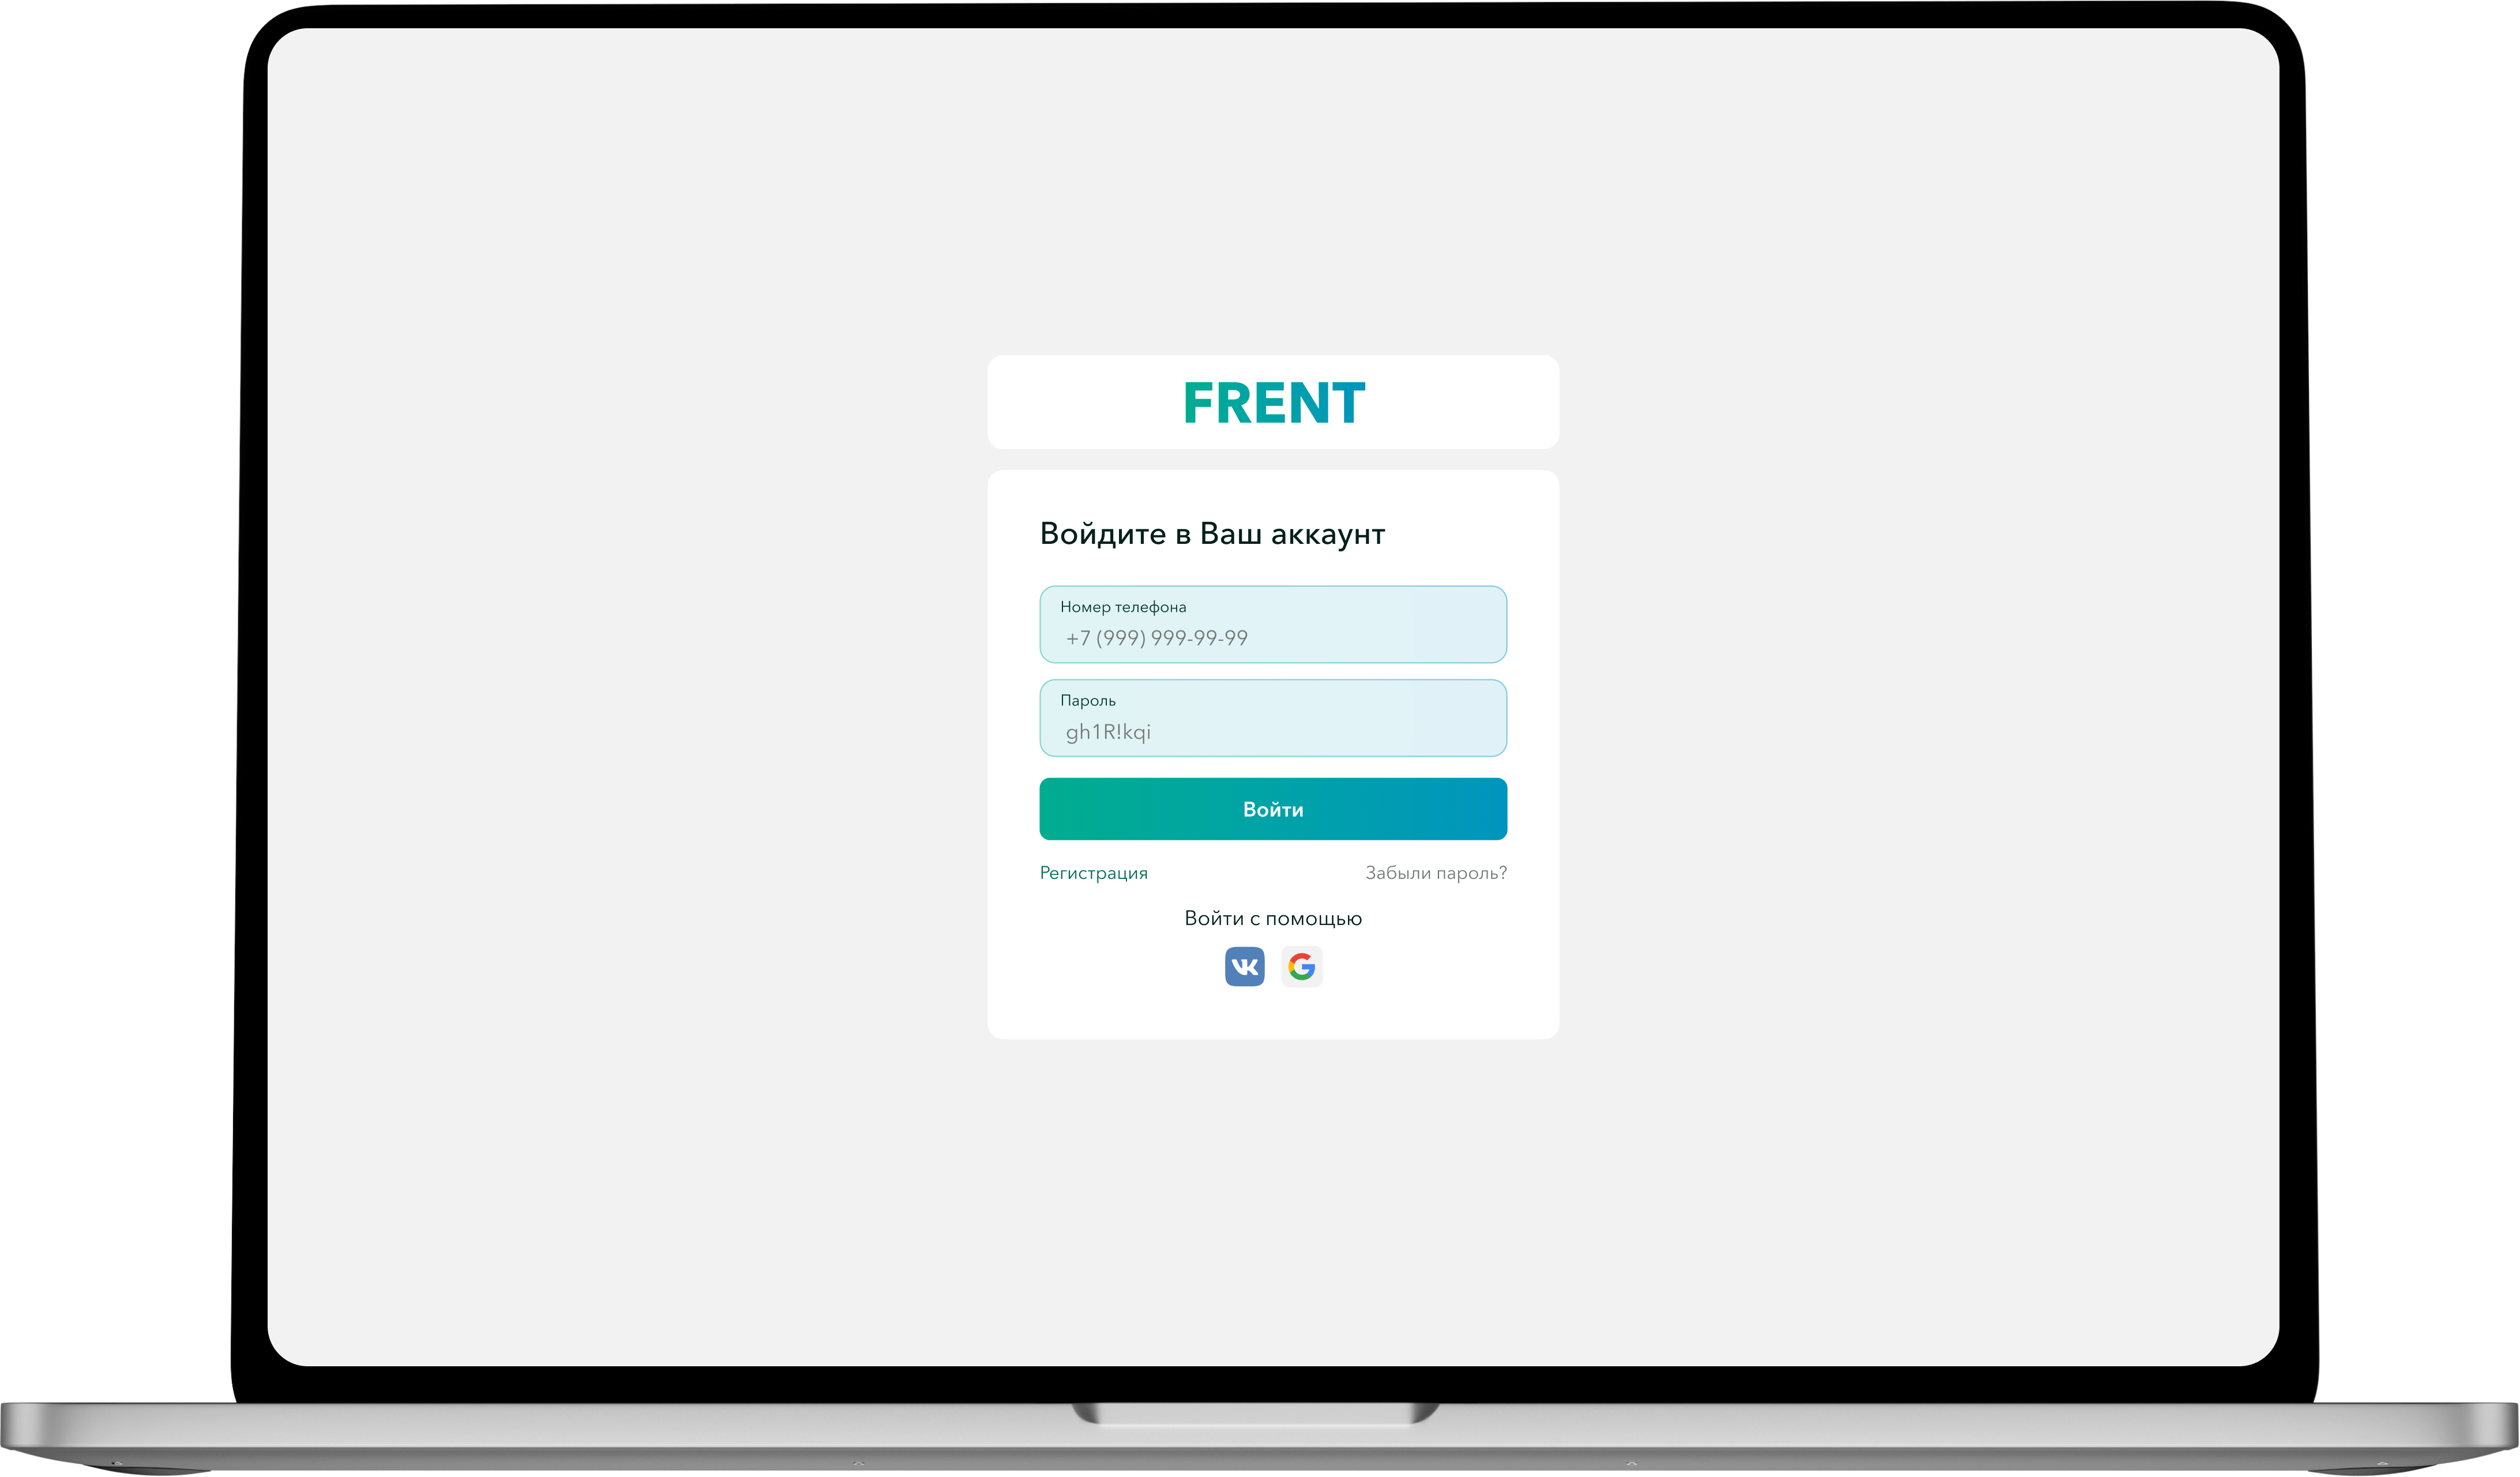 FRENT
Войдите в Ваш аккаунт
Номер телефона
+7 (999) 999-99-99
Пароль
gh1R!kqi
Войти
Регистрация
Забыли пароль?
Войти с помощью